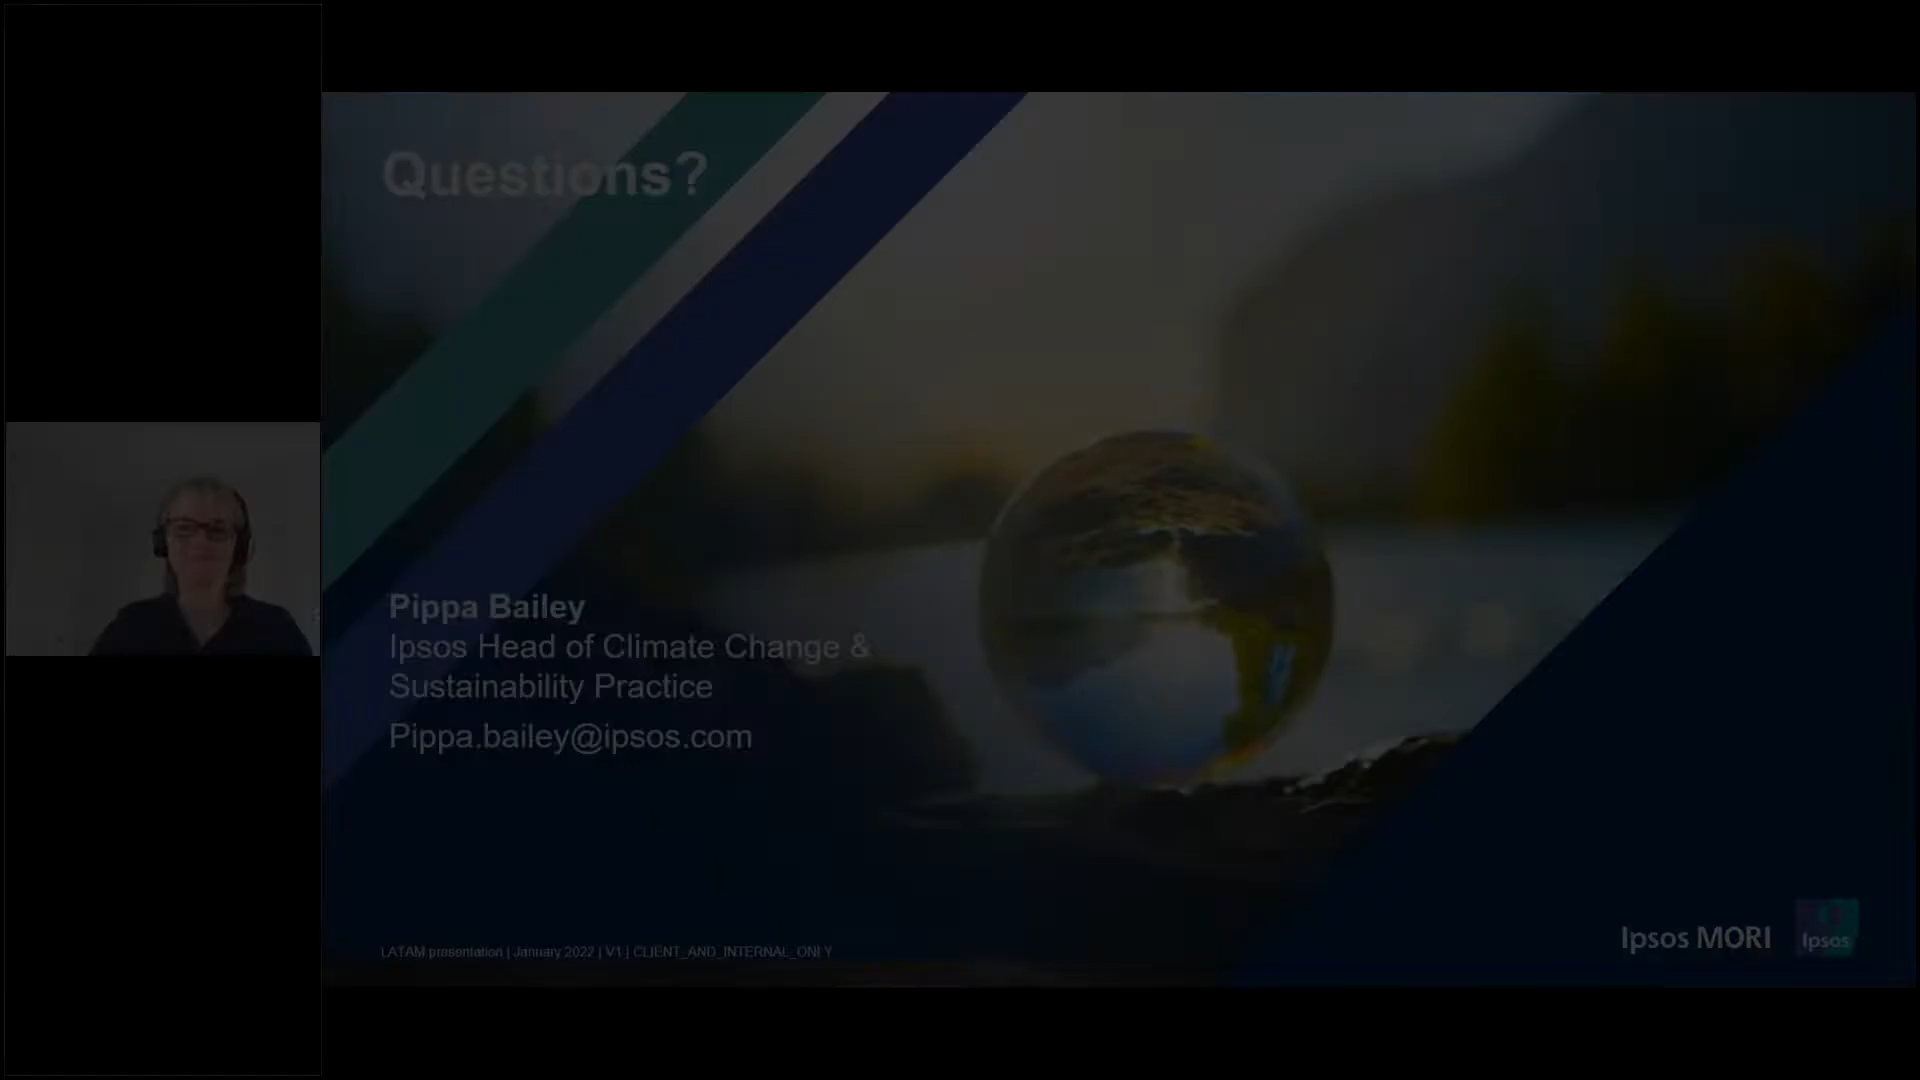 Questions?
Pippa Bailey
Ipsos Head of Climate Change &
Sustainability Practice
Pippa.bailey@ipsos.com
LATAM presentation | January 2022 | V1 | CLIENT_AND_INTERNAL_ONLY
Ipsos MORI
Ipsos